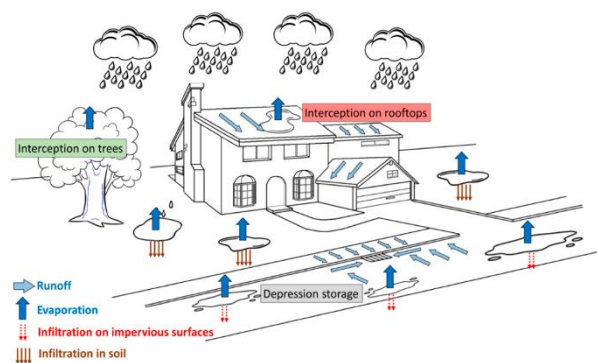 Interception on rooftops
Interception on trees
Depression storage
Runoff
Evaporation
Infiltration on impervious surfaces
Infiltration in soil